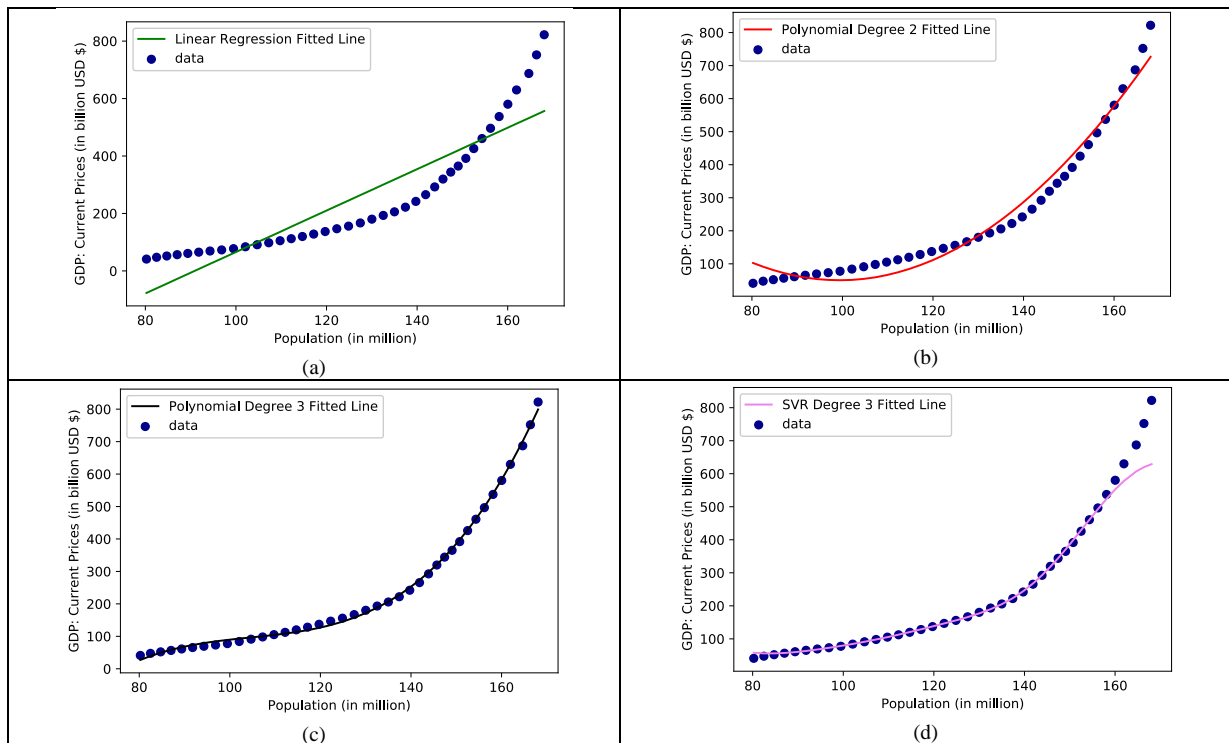 800
600
400
200
0
GDP: Current Prices (in billion USD $)
Linear Regression Fitted Line
data
80 100 120 140 160
Population (in million)
(a)
800
700
600
500
400
300
200
100
GDP: Current Prices (in billion USD $)
Polynomial Degree 2 Fitted Line
data
80 100 120 140 160
Population (in million)
(b)
800
700
600
500
400
300
200
100
0
GDP: Current Prices (in billion USD $)
Polynomial Degree 3 Fitted Line
data
80 100 120 140 160
Population (in million)
(c)
800
700
600
500
400
300
200
100
GDP: Current Prices (in billion USD $)
SVR Degree 3 Fitted Line
data
80 100 120 140 160
Population (in million)
(d)